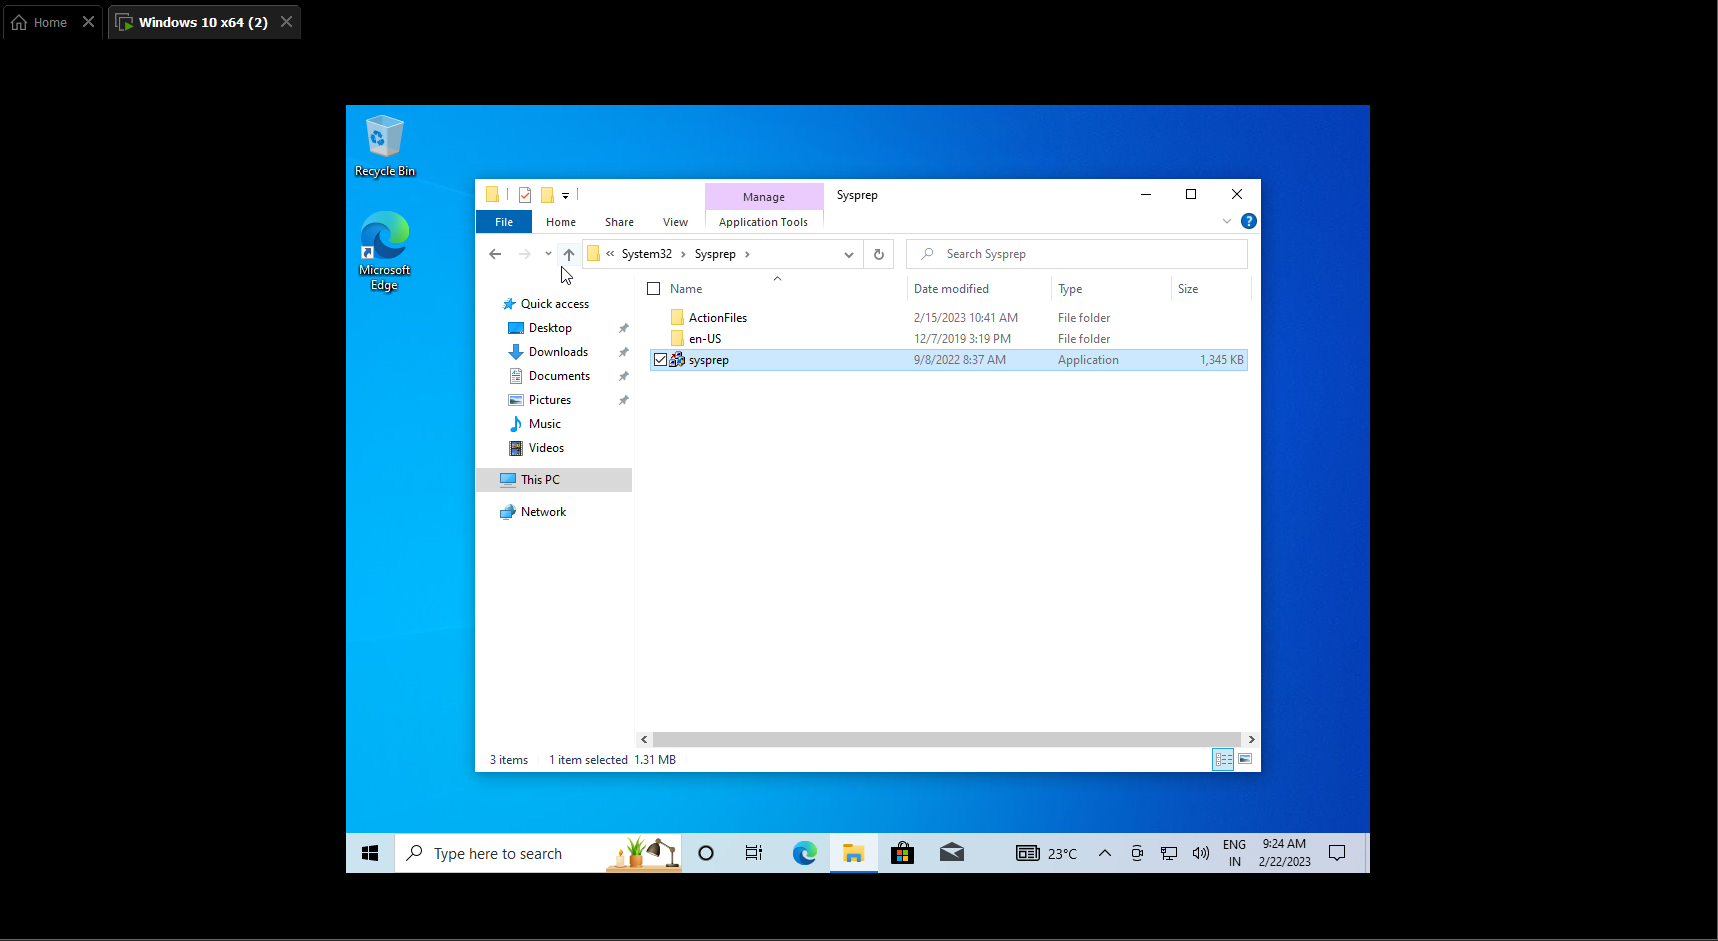 Home
Windows 10 x64 (2)
Recycle Bin
Microsoft
Edge
Manage
Sysprep
File
Home
Share
View
Application Tools
« System32 › Sysprep ›
Search Sysprep
Name
Date modified
Type
Size
Quick access
Desktop
Downloads
Documents
Pictures
Music
Videos
This PC
Network
ActionFiles 2/15/2023 10:41 AM File folder
en-US 12/7/2019 3:19 PM File folder
sysprep 9/8/2022 8:37 AM Application 1,345 KB
3 items 1 item selected 1.31 MB
Type here to search
23°C
ENG
IN
9:24 AM
2/22/2023